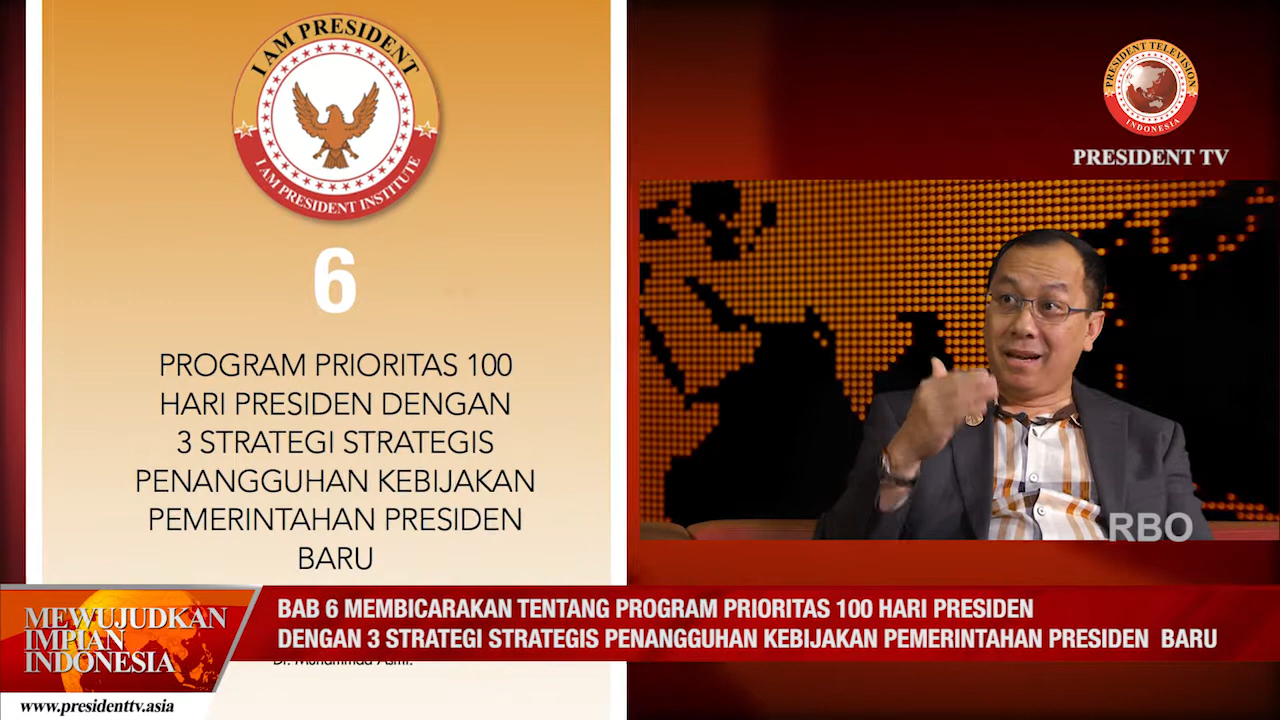 I AM PRESIDENT
I AM PRESIDENT INSTITUTE
6
PROGRAM PRIORITAS 100
HARI PRESIDEN DENGAN
3 STRATEGI STRATEGIS
PENANGGUHAN KEBIJAKAN
PEMERINTAHAN PRESIDEN
BARU
PRESIDENT TELEVISION
INDONESIA
PRESIDENT TV
RBO
MEWUJUDKAN
IMPIAN
INDONESIA
BAB 6 MEMBICARAKAN TENTANG PROGRAM PRIORITAS 100 HARI PRESIDEN
DENGAN 3 STRATEGI STRATEGIS PENANGGUHAN KEBIJAKAN PEMERINTAHAN PRESIDEN BARU
www.presidenttv.asia